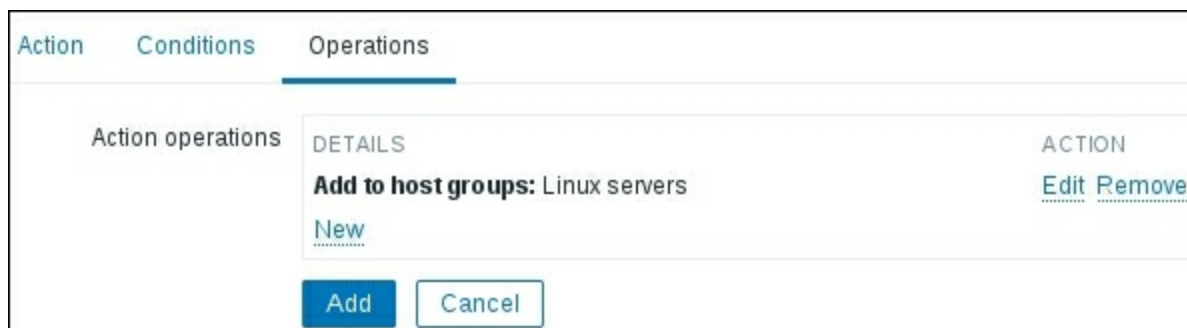 Action Conditions Operations
Action operations DETAILS ACTION
Add to host groups: Linux servers Edit Remove
New
Add Cancel